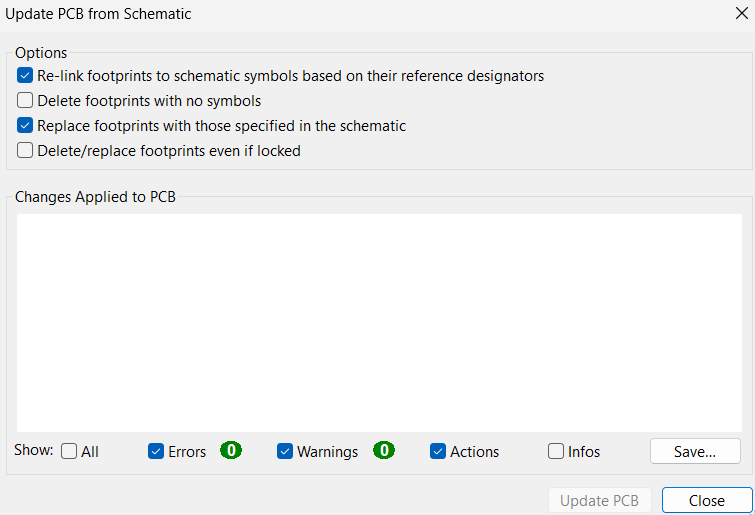 Update PCB from Schematic
Options
Re-link footprints to schematic symbols based on their reference designators
Delete footprints with no symbols
Replace footprints with those specified in the schematic
Delete/replace footprints even if locked
Changes Applied to PCB
Show: All Errors 0 Warnings 0 Actions Infos Save...
Update PCB Close